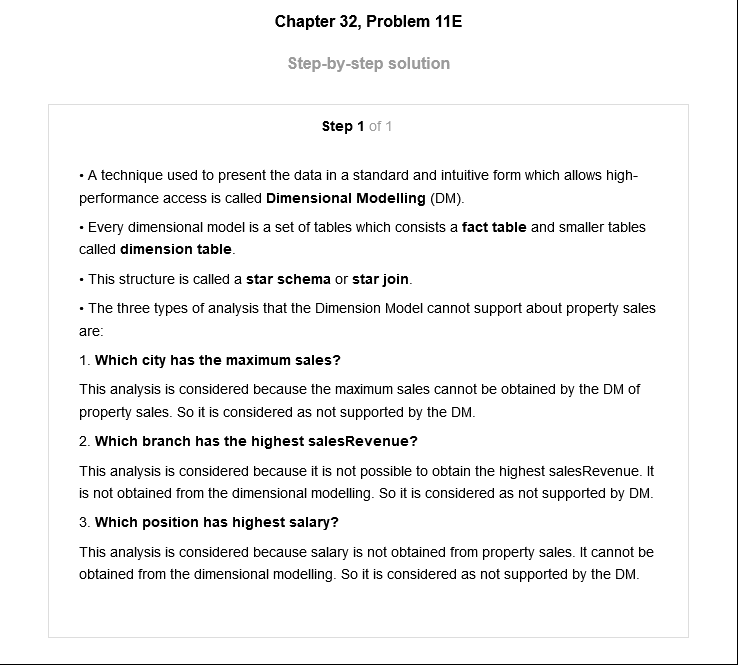 Chapter 32, Problem 11E
Step-by-step solution
Step 1 of 1
• A technique used to present the data in a standard and intuitive form which allows high-
performance access is called Dimensional Modelling (DM).
• Every dimensional model is a set of tables which consists a fact table and smaller tables
called dimension table.
• This structure is called a star schema or star join.
• The three types of analysis that the Dimension Model cannot support about property sales
are:
1. Which city has the maximum sales?
This analysis is considered because the maximum sales cannot be obtained by the DM of
property sales. So it is considered as not supported by the DM.
2. Which branch has the highest salesRevenue?
This analysis is considered because it is not possible to obtain the highest salesRevenue. It
is not obtained from the dimensional modelling. So it is considered as not supported by DM.
3. Which position has highest salary?
This analysis is considered because salary is not obtained from property sales. It cannot be
obtained from the dimensional modelling. So it is considered as not supported by the DM.